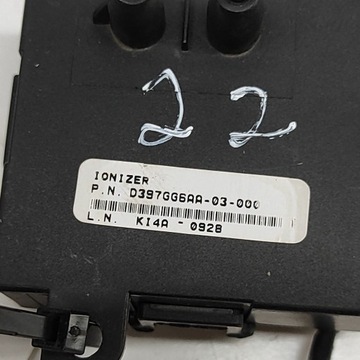 22
IONIZER
P.N. D397GG6AA-03-000
L.N. KI4A - 0928